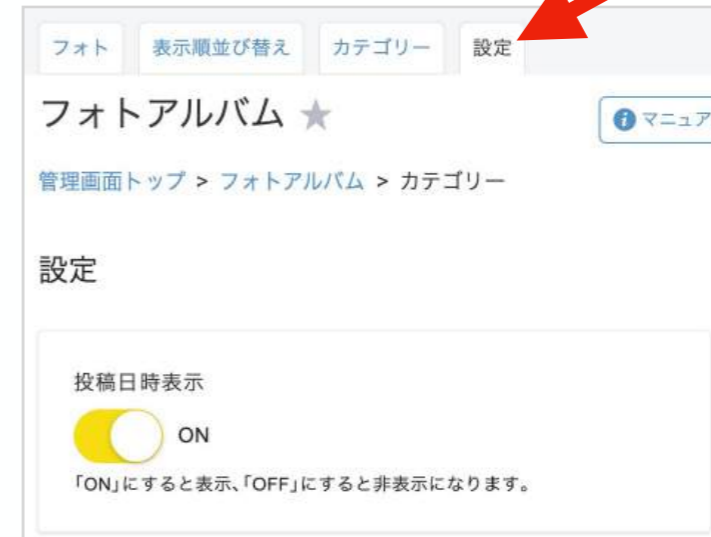 フォト 表示順並び替え カテゴリー 設定
フォトアルバム ★
マニュア
管理画面トップ > フォトアルバム > カテゴリー
設定
投稿日時表示
ON
「ON」にすると表示、「OFF」にすると非表示になります。